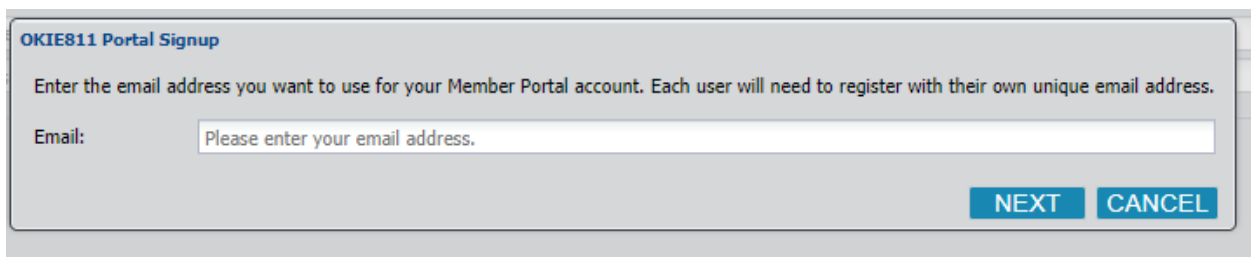 OKIE811 Portal Signup
Enter the email address you want to use for your Member Portal account. Each user will need to register with their own unique email address.
Email:
Please enter your email address.
NEXT
CANCEL